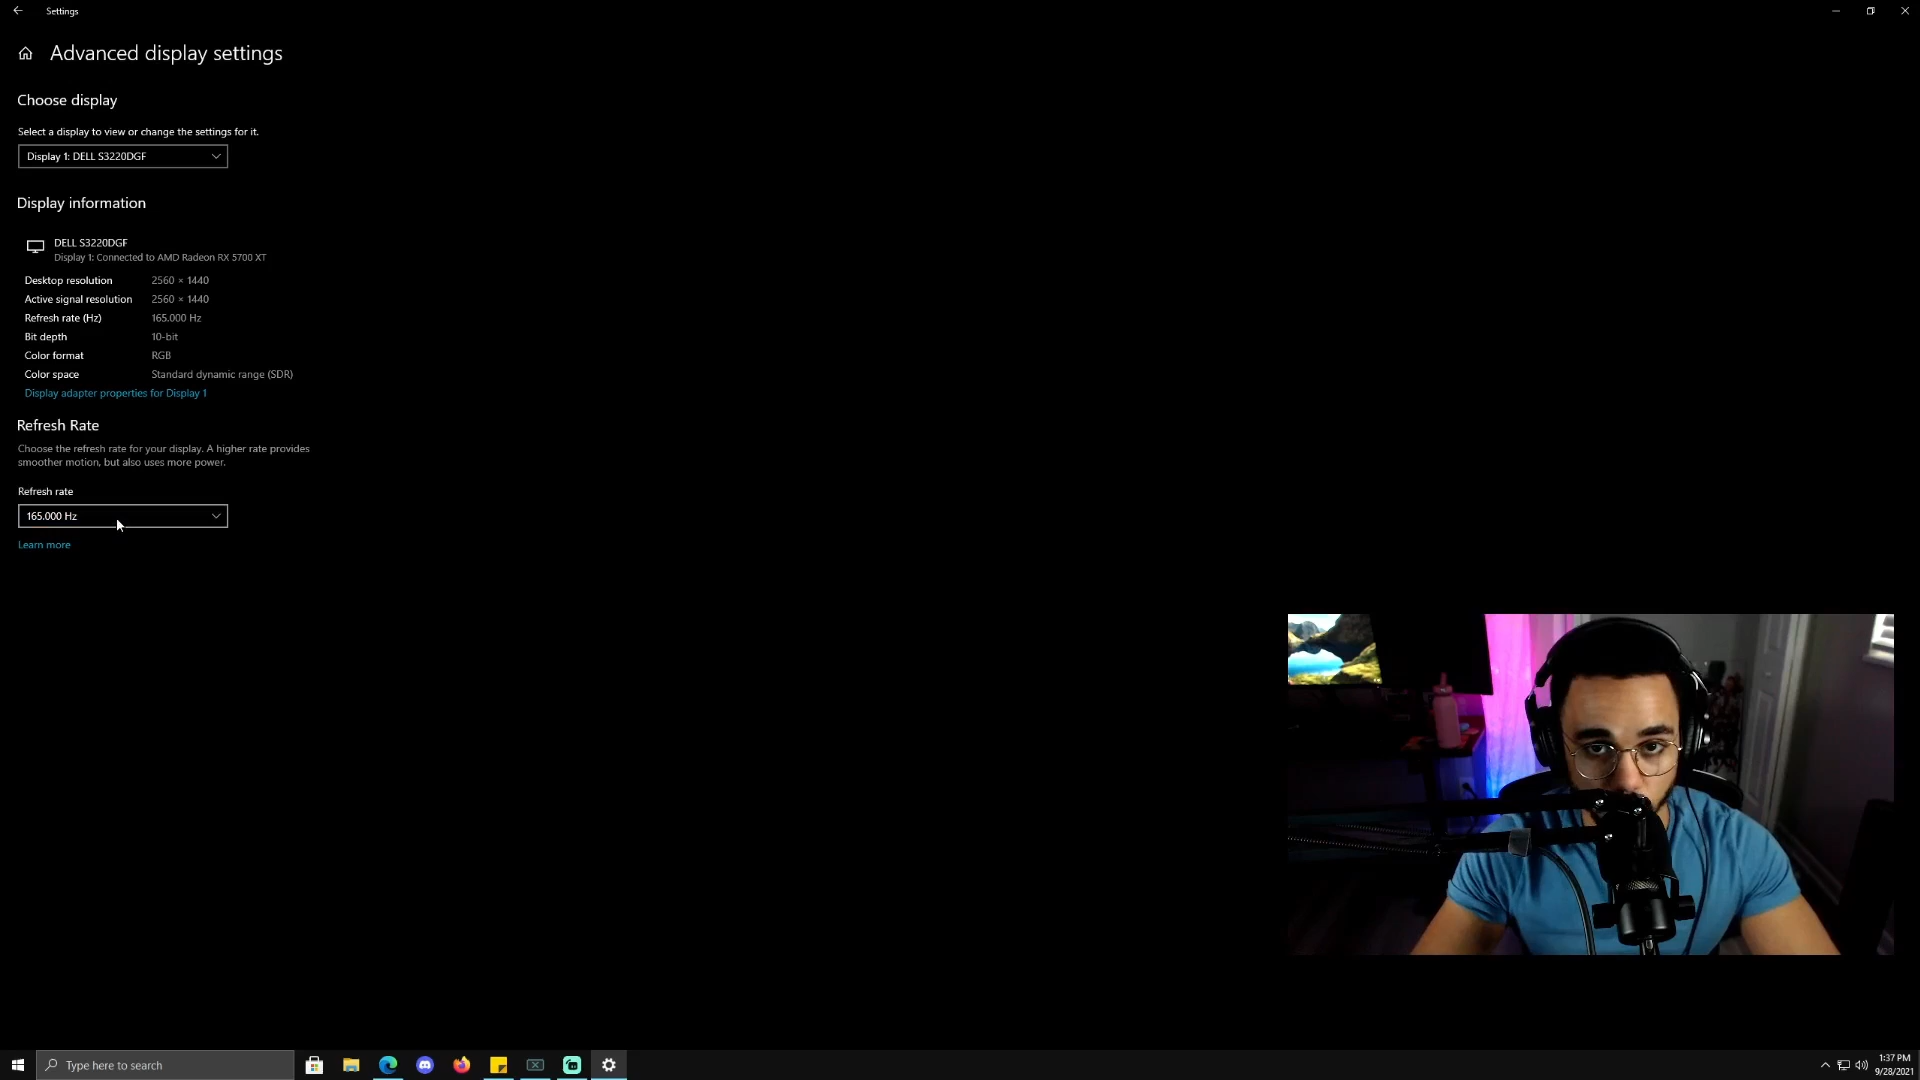 Settings
Advanced display settings
Choose display
Select a display to view or change the settings for it.
Display 1: DELL S3220DGF
Display information
DELL S3220DGF
Display 1: Connected to AMD Radeon RX 5700 XT
Desktop resolution 2560 × 1440
Active signal resolution 2560 × 1440
Refresh rate (Hz) 165.000 Hz
Bit depth 10-bit
Color format RGB
Color space Standard dynamic range (SDR)
Display adapter properties for Display 1
Refresh Rate
Choose the refresh rate for your display. A higher rate provides
smoother motion, but also uses more power.
Refresh rate
165.000 Hz
Learn more
Type here to search
1:37 PM
9/28/2021